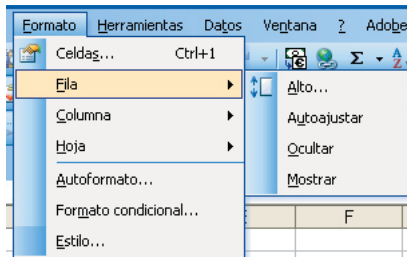 Formato Herramientas Datos Ventana ? Adobe
Celdas... Ctrl+1
Fila
Alto...
Columna
Autoajustar
Hoja
Ocultar
Autoformato...
Mostrar
Formato condicional...
F
Estilo...